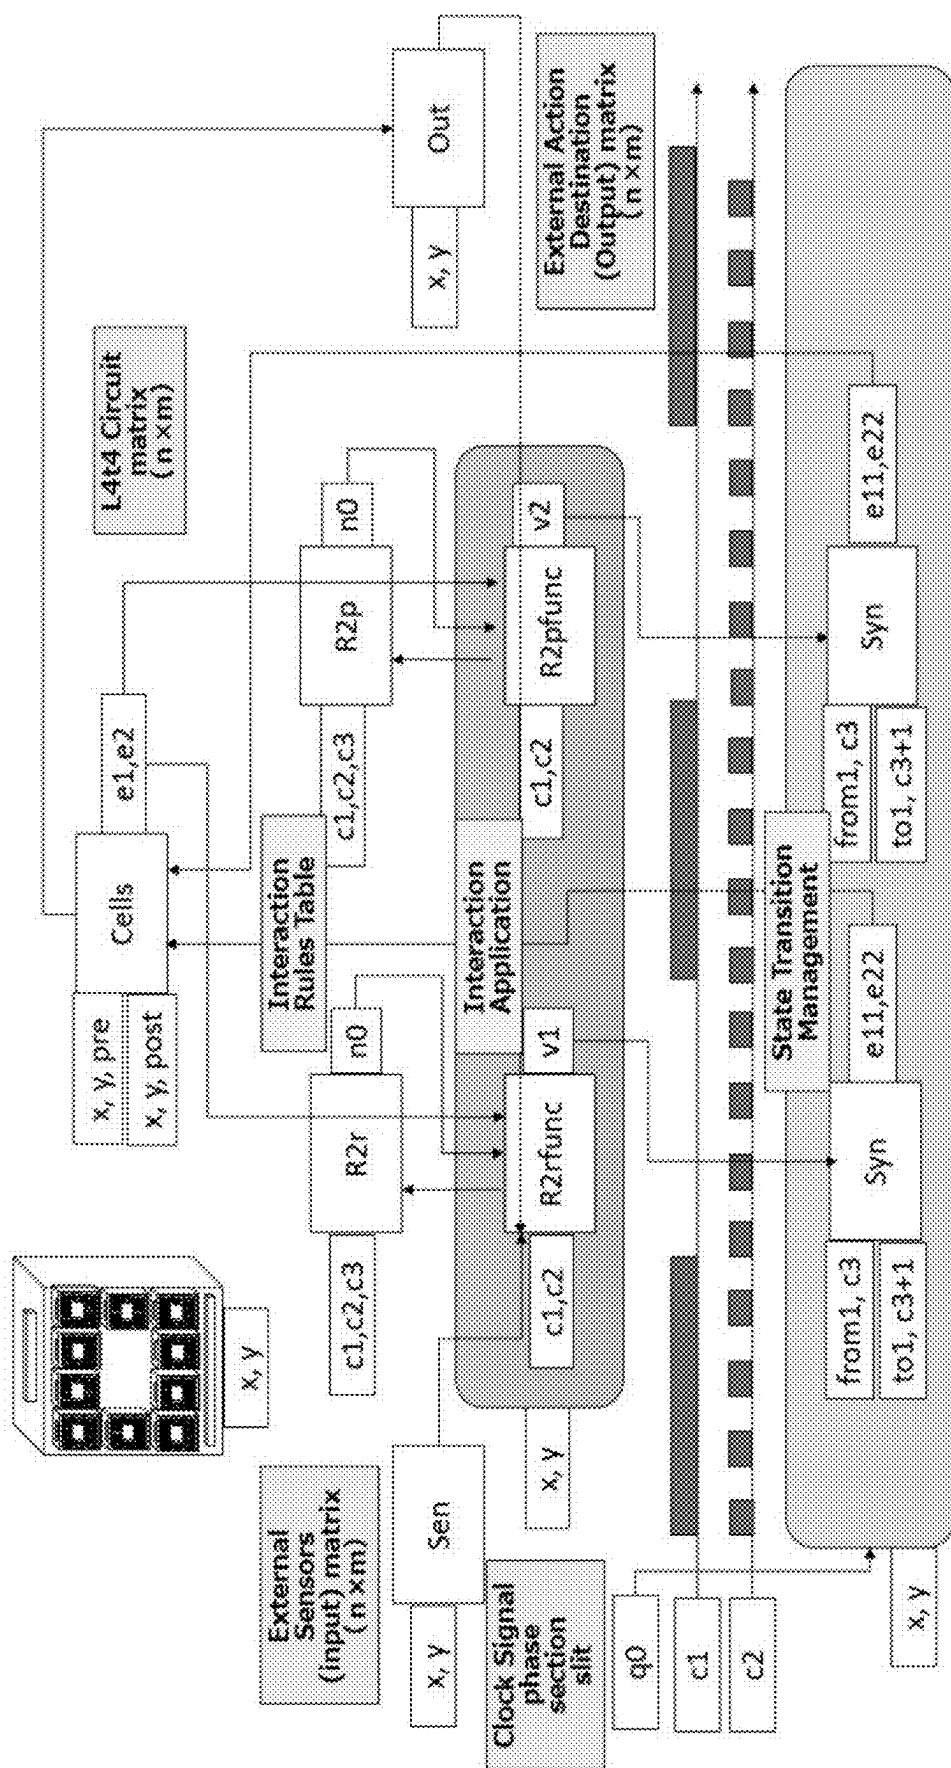 x, y
External
Sensors
(input) matrix
(n×m)
x, y
Sen
Clock Signal
phase
section
slit
q0
c1
c2
x, y
x, y, pre
x, y, post
Cells
e1,e2
L4t4 Circuit
matrix
(n×m)
c1,c2,c3
R2r
n0
Interaction
Rules Table
c1,c2,c3
R2p
n0
x, y
Out
x, y
c1,c2
R2rfunc
v1
Interaction
Application
c1,c2
R2pfunc
v2
External Action
Destination
(Output) matrix
(n×m)
from1, c3
to1, c3+1
Syn
e11,e22
State Transition
Management
from1, c3
to1, c3+1
Syn
e11,e22